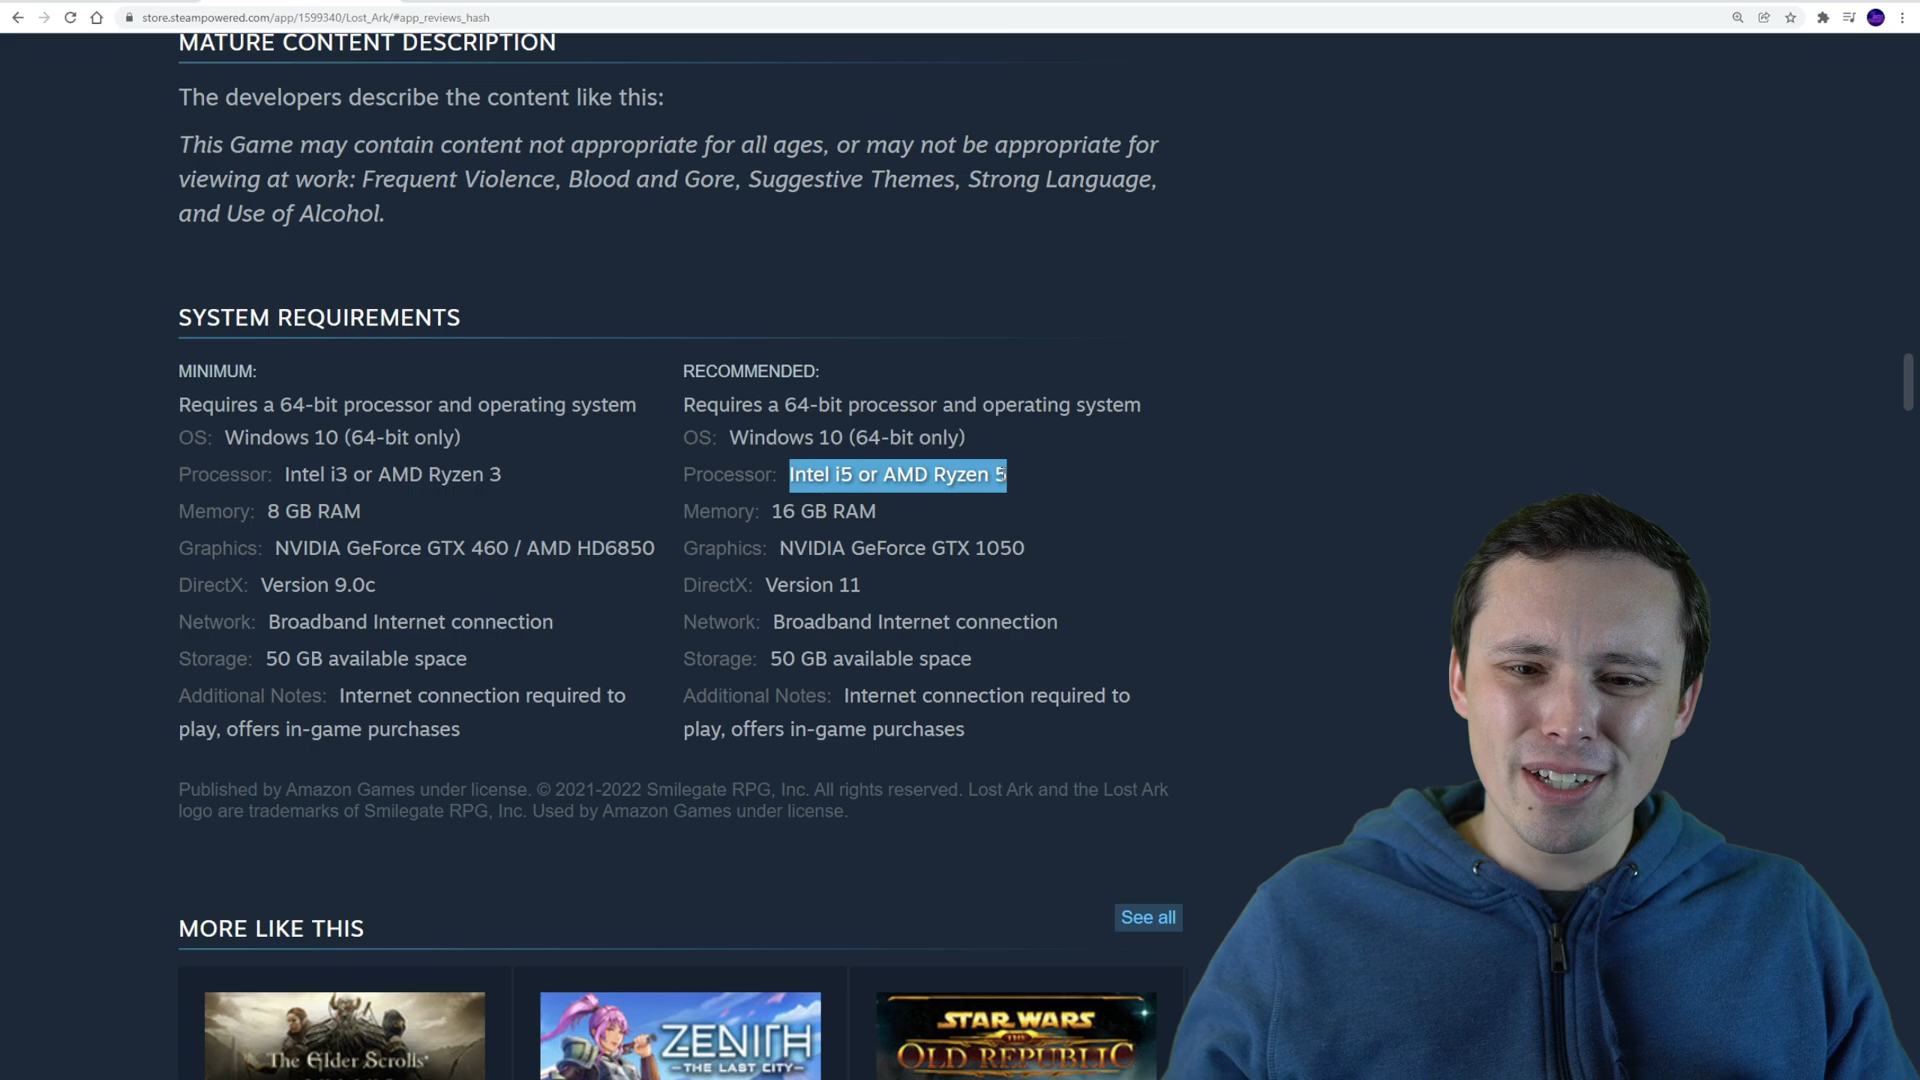 store.steampowered.com/app/1599340/Lost_Ark/#app_reviews_hash
MATURE CONTENT DESCRIPTION
The developers describe the content like this:
This Game may contain content not appropriate for all ages, or may not be appropriate for
viewing at work: Frequent Violence, Blood and Gore, Suggestive Themes, Strong Language,
and Use of Alcohol.
SYSTEM REQUIREMENTS
MINIMUM:
Requires a 64-bit processor and operating system
OS: Windows 10 (64-bit only)
Processor: Intel i3 or AMD Ryzen 3
Memory: 8 GB RAM
Graphics: NVIDIA GeForce GTX 460 / AMD HD6850
DirectX: Version 9.0c
Network: Broadband Internet connection
Storage: 50 GB available space
Additional Notes: Internet connection required to
play, offers in-game purchases
RECOMMENDED:
Requires a 64-bit processor and operating system
OS: Windows 10 (64-bit only)
Processor: Intel i5 or AMD Ryzen 5
Memory: 16 GB RAM
Graphics: NVIDIA GeForce GTX 1050
DirectX: Version 11
Network: Broadband Internet connection
Storage: 50 GB available space
Additional Notes: Internet connection required to
play, offers in-game purchases
Published by Amazon Games under license. © 2021-2022 Smilegate RPG, Inc. All rights reserved. Lost Ark and the Lost Ark
logo are trademarks of Smilegate RPG, Inc. Used by Amazon Games under license.
MORE LIKE THIS
See all
The Elder Scrolls
ZENITH
THE LAST CITY
STAR WARS
THE
OLD REPUBLIC